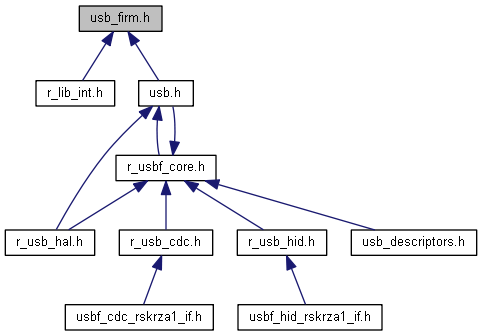 usb_firm.h
r_lib_int.h
usb.h
r_usbf_core.h
r_usb_hal.h
r_usb_cdc.h
r_usb_hid.h
usb_descriptors.h
usbf_cdc_rskrza1_if.h
usbf_hid_rskrza1_if.h